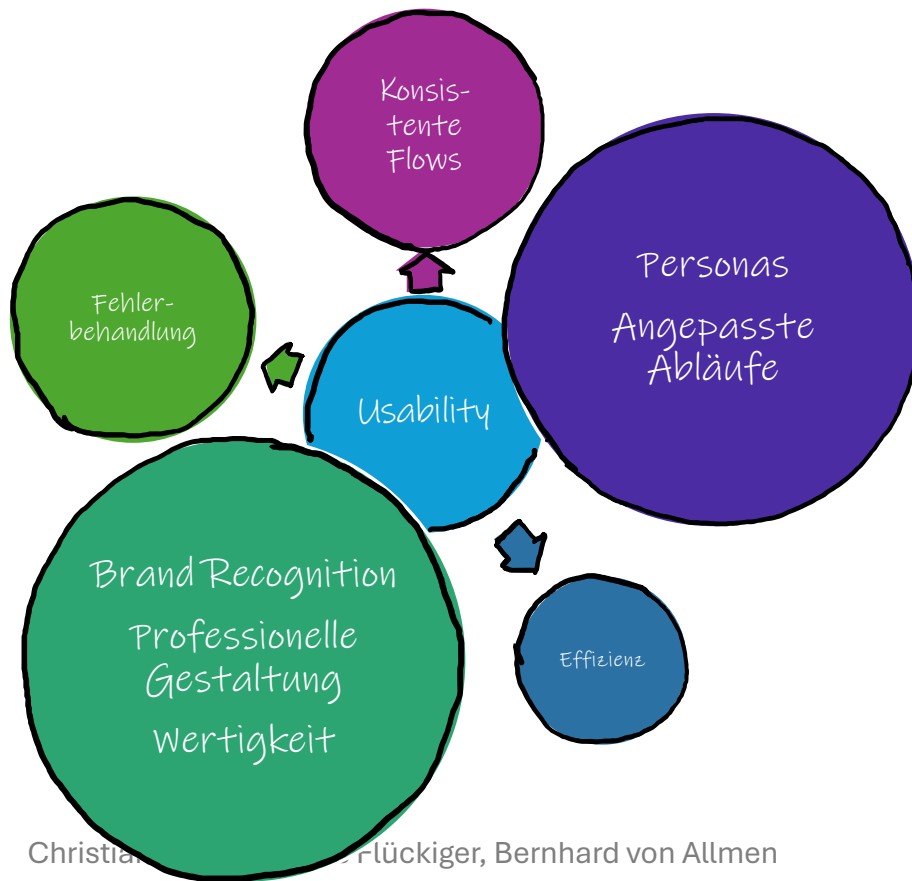 Konsis-
tente
Flows
Personas
Angepasste
Abläufe
Fehler-
behandlung
Usability
Brand Recognition
Professionelle
Gestaltung
Wertigkeit
Effizienz
Flückiger, Bernhard von Allmen